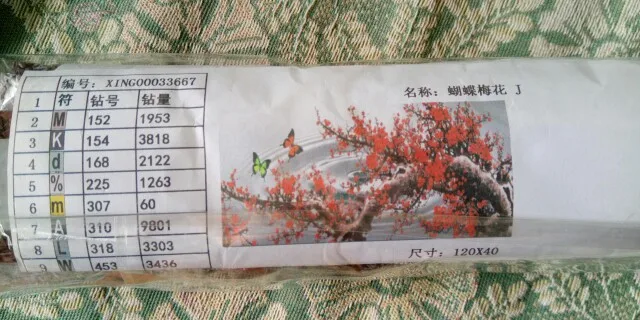 编号: XING00033667
1 符 钻号 钻量
2 M 152 1953
3 K 154 3818
4 d 168 2122
5 % 225 1263
6 m 307 60
7 A 310 9801
8 L 318 3303
9 W 453 3436
名称: 蝴蝶梅花 J
尺寸: 120X40